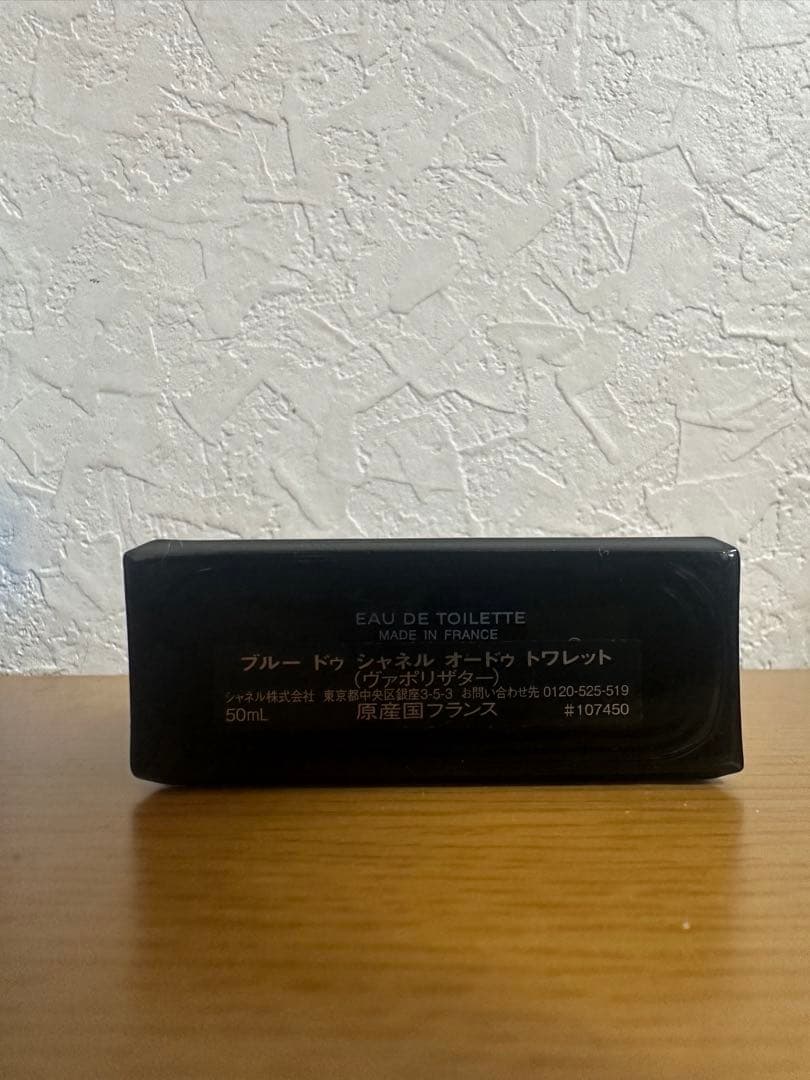 EAU DE TOILETTE
MADE IN FRANCE
ブルー ドゥ シャネル オードゥ トワレット
(ヴァポリザター)
シャネル株式会社 東京都中央区銀座3-5-3 お問い合わせ先 0120-525-519
50mL 原産国フランス #107450